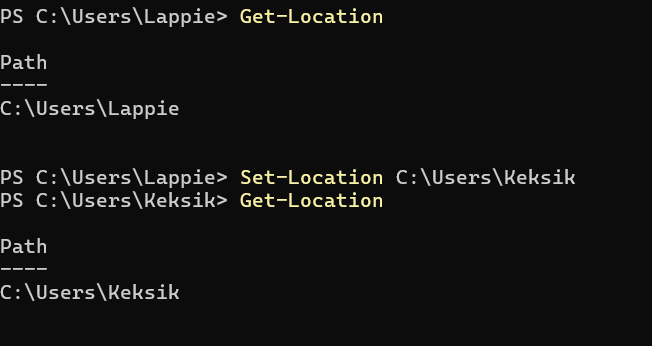 PS C:\Users\Lappie> Get-Location
Path
----
C:\Users\Lappie
PS C:\Users\Lappie> Set-Location C:\Users\Keksik
PS C:\Users\Keksik> Get-Location
Path
----
C:\Users\Keksik